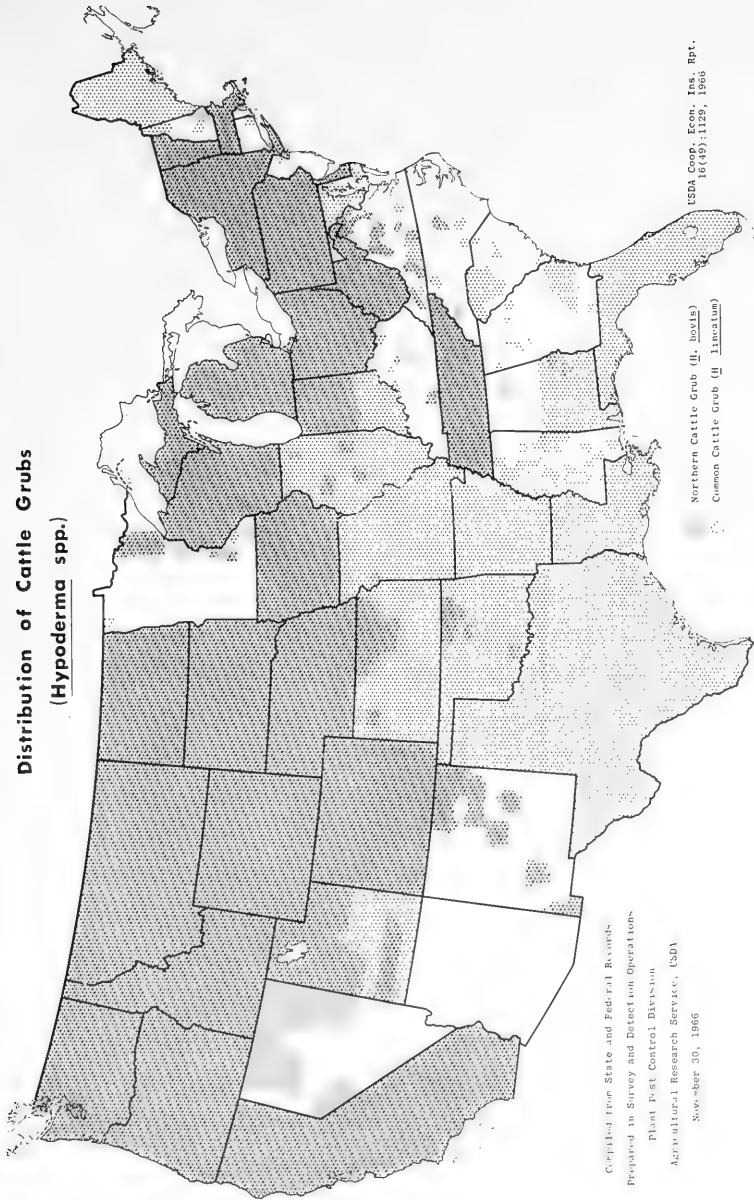 Distribution of Cattle Grubs
(Hypoderma spp.)
Compiled from State and Federal Records
Prepared in Survey and Detection Operations
Plant Pest Control Division
Agricultural Research Service, USDA
November 30, 1966
Northern Cattle Grub (H. bovis)
Common Cattle Grub (H lineatum)
USDA Coop. Econ. Ins. Rpt.
16(49):1129, 1966